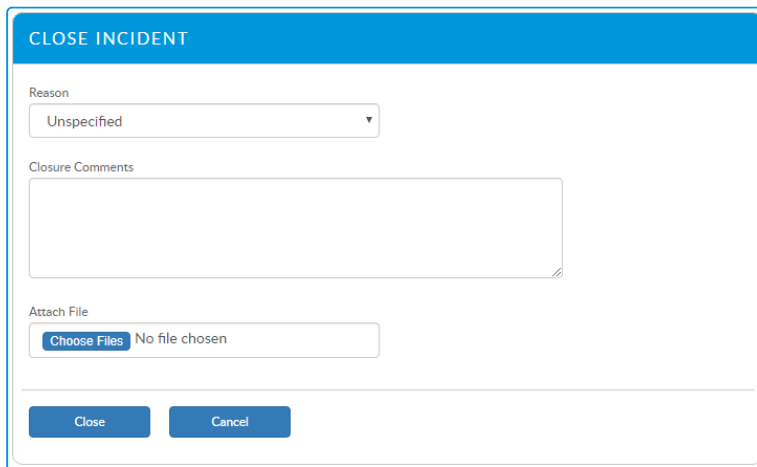 CLOSE INCIDENT
Reason
Unspecified
Closure Comments
Attach File
Choose Files No file chosen
Close Cancel